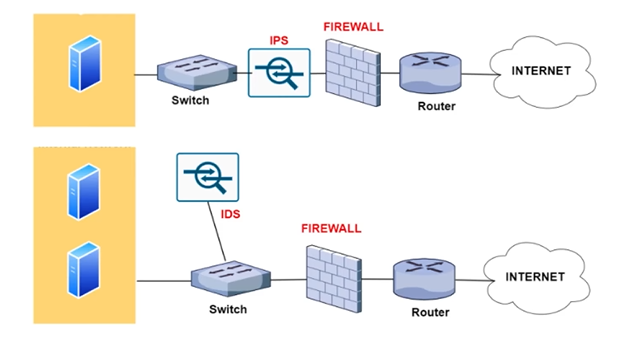 FIREWALL
IPS
INTERNET
Switch
Router
IDS
FIREWALL
INTERNET
Switch
Router